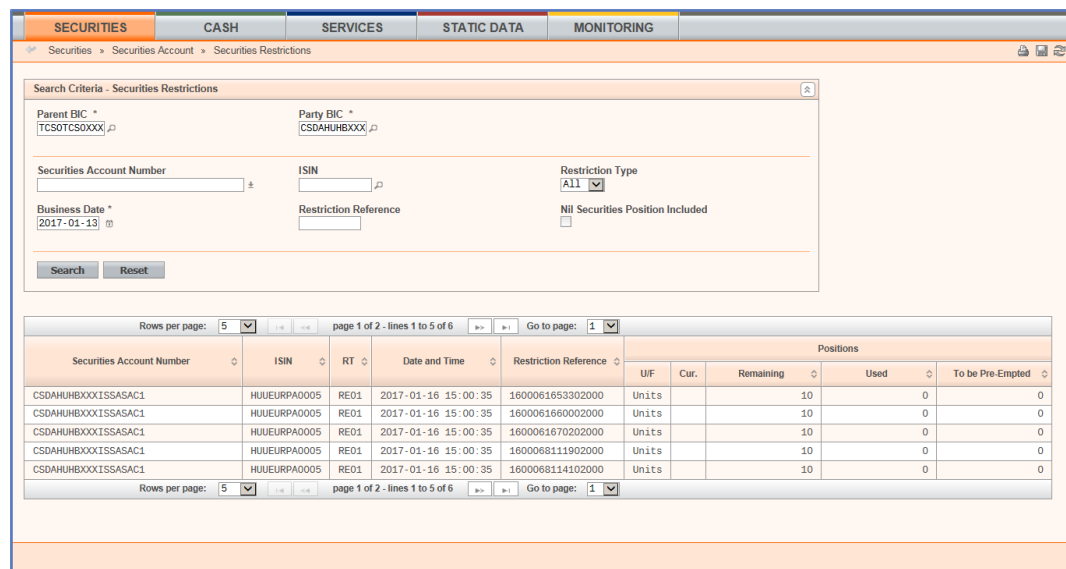 SECURITIES CASH SERVICES STATIC DATA MONITORING
Securities » Securities Account » Securities Restrictions
Search Criteria - Securities Restrictions
Parent BIC * Party BIC *
TCSOTCSOXXX CSDAHUHBXXX
Securities Account Number ISIN Restriction Type
All
Business Date * Restriction Reference Nil Securities Position Included
2017-01-13
Search Reset
Rows per page: 5 page 1 of 2 - lines 1 to 5 of 6 Go to page: 1
Positions
Securities Account Number ISIN RT Date and Time Restriction Reference
U/F Cur. Remaining Used To be Pre-Empted
CSDAHUHBXXXISSASAC1 HUUEURPA0005 RE01 2017-01-16 15:00:35 1600061653302000 Units 10 0 0
CSDAHUHBXXXISSASAC1 HUUEURPA0005 RE01 2017-01-16 15:00:35 1600061660002000 Units 10 0 0
CSDAHUHBXXXISSASAC1 HUUEURPA0005 RE01 2017-01-16 15:00:35 1600061670202000 Units 10 0 0
CSDAHUHBXXXISSASAC1 HUUEURPA0005 RE01 2017-01-16 15:00:35 1600068111902000 Units 10 0 0
CSDAHUHBXXXISSASAC1 HUUEURPA0005 RE01 2017-01-16 15:00:35 1600068114102000 Units 10 0 0
Rows per page: 5 page 1 of 2 - lines 1 to 5 of 6 Go to page: 1